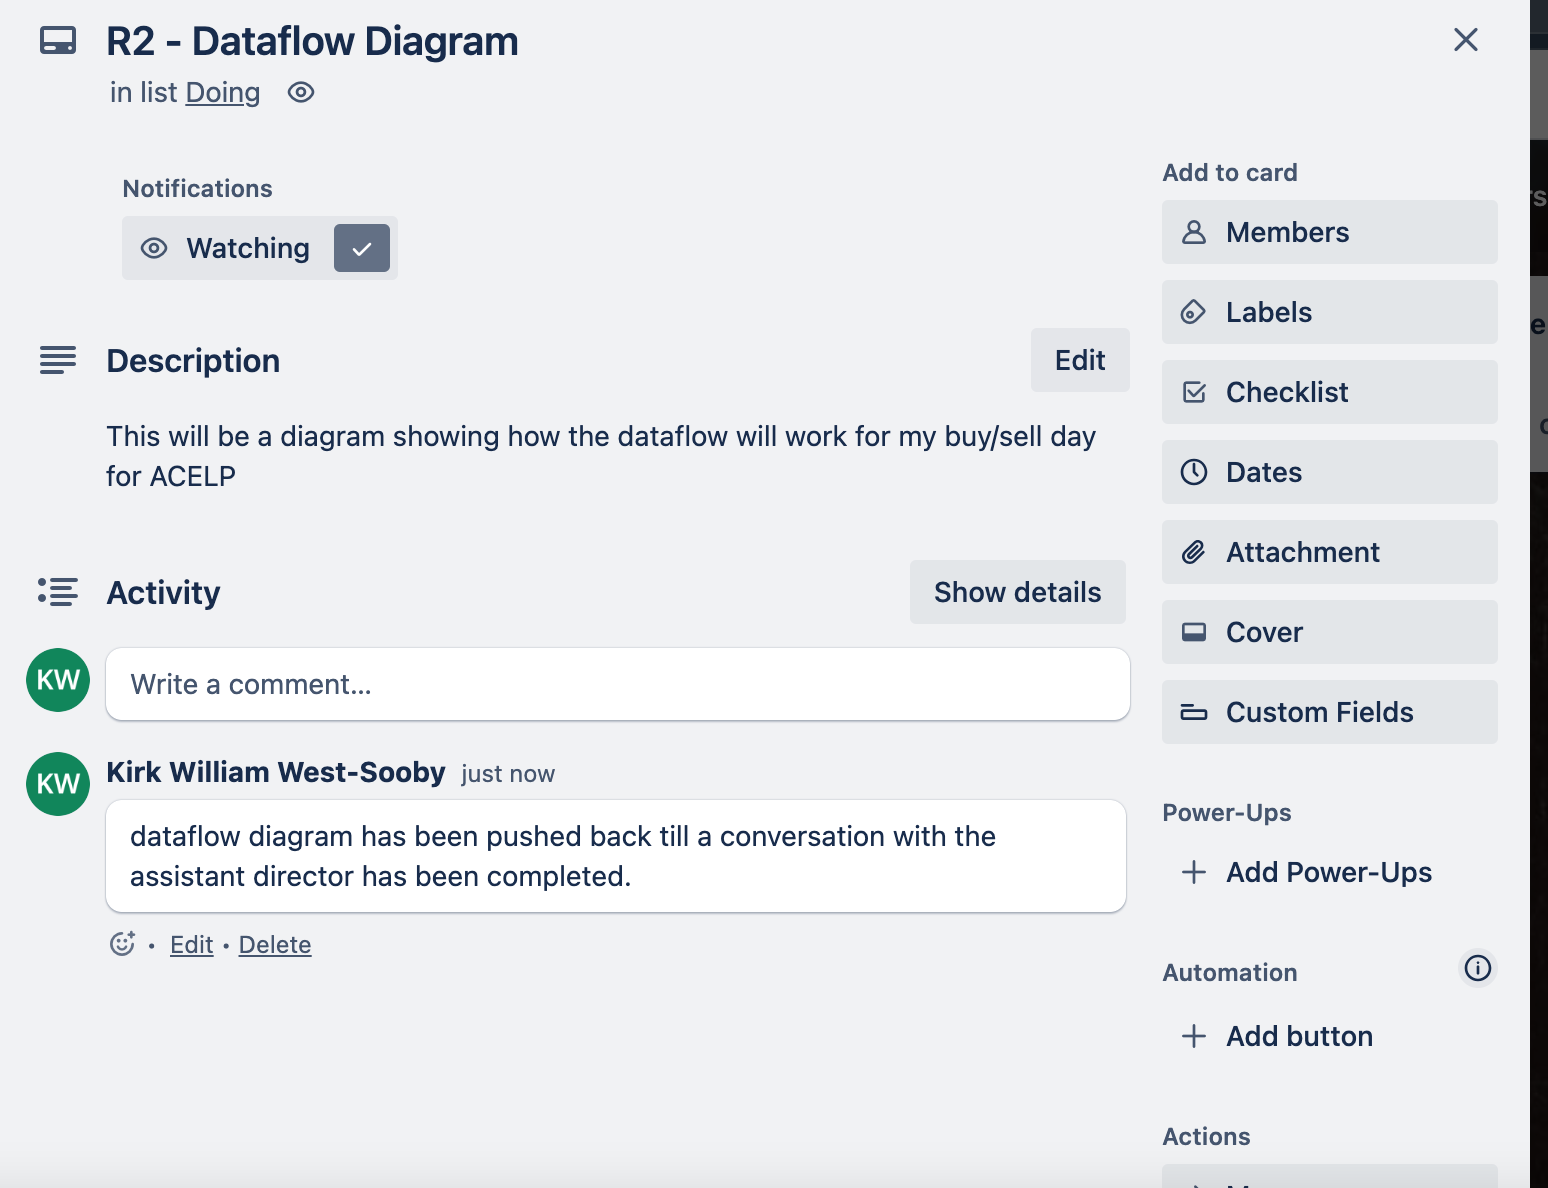 R2 - Dataflow Diagram
in list Doing
Notifications
Watching
Description
Edit
This will be a diagram showing how the dataflow will work for my buy/sell day
for ACELP
Activity
Show details
KW
Write a comment...
KW
Kirk William West-Sooby just now
dataflow diagram has been pushed back till a conversation with the
assistant director has been completed.
• Edit • Delete
Add to card
Members
Labels
Checklist
Dates
Attachment
Cover
Custom Fields
Power-Ups
+ Add Power-Ups
Automation
+ Add button
Actions